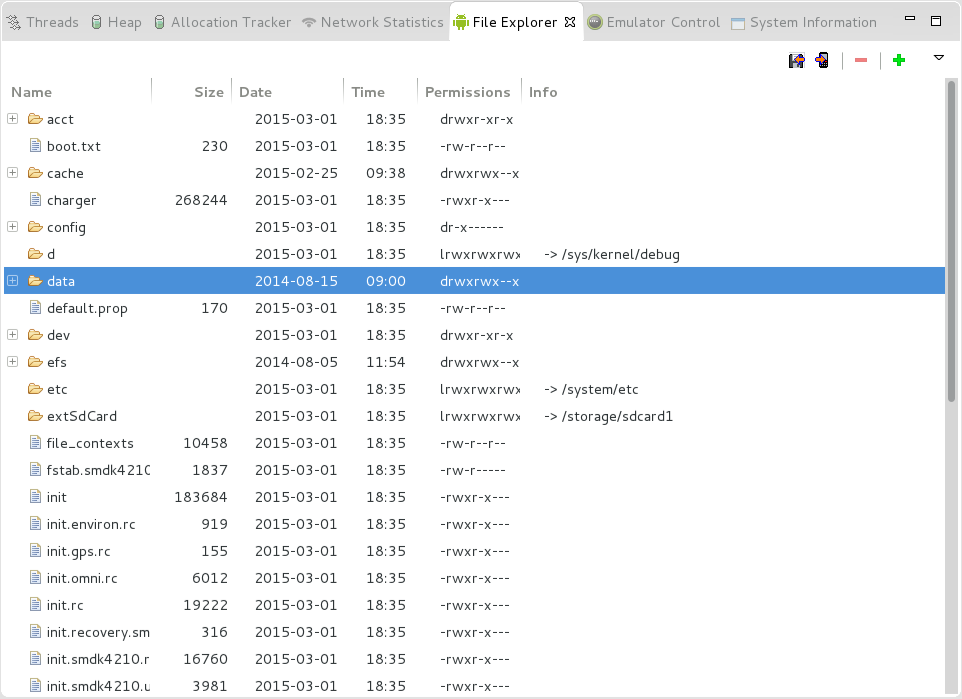 Threads Heap Allocation Tracker Network Statistics File Explorer Emulator Control System Information
Name Size Date Time Permissions Info
acct 2015-03-01 18:35 drwxr-xr-x
boot.txt 230 2015-03-01 18:35 -rw-r--r--
cache 2015-02-25 09:38 drwxrwx--x
charger 268244 2015-03-01 18:35 -rwxr-x---
config 2015-03-01 18:35 dr-x------
d 2015-03-01 18:35 lrwxrwxrwx -> /sys/kernel/debug
data 2014-08-15 09:00 drwxrwx--x
default.prop 170 2015-03-01 18:35 -rw-r--r--
dev 2015-03-01 18:35 drwxr-xr-x
efs 2014-08-05 11:54 drwxrwx--x
etc 2015-03-01 18:35 lrwxrwxrwx -> /system/etc
extSdCard 2015-03-01 18:35 lrwxrwxrwx -> /storage/sdcard1
file_contexts 10458 2015-03-01 18:35 -rw-r--r--
fstab.smdk4210 1837 2015-03-01 18:35 -rw-r-----
init 183684 2015-03-01 18:35 -rwxr-x---
init.environ.rc 919 2015-03-01 18:35 -rwxr-x---
init.gps.rc 155 2015-03-01 18:35 -rwxr-x---
init.omni.rc 6012 2015-03-01 18:35 -rwxr-x---
init.rc 19222 2015-03-01 18:35 -rwxr-x---
init.recovery.sm 316 2015-03-01 18:35 -rwxr-x---
init.smdk4210.r 16760 2015-03-01 18:35 -rwxr-x---
init.smdk4210.u 3981 2015-03-01 18:35 -rwxr-x---